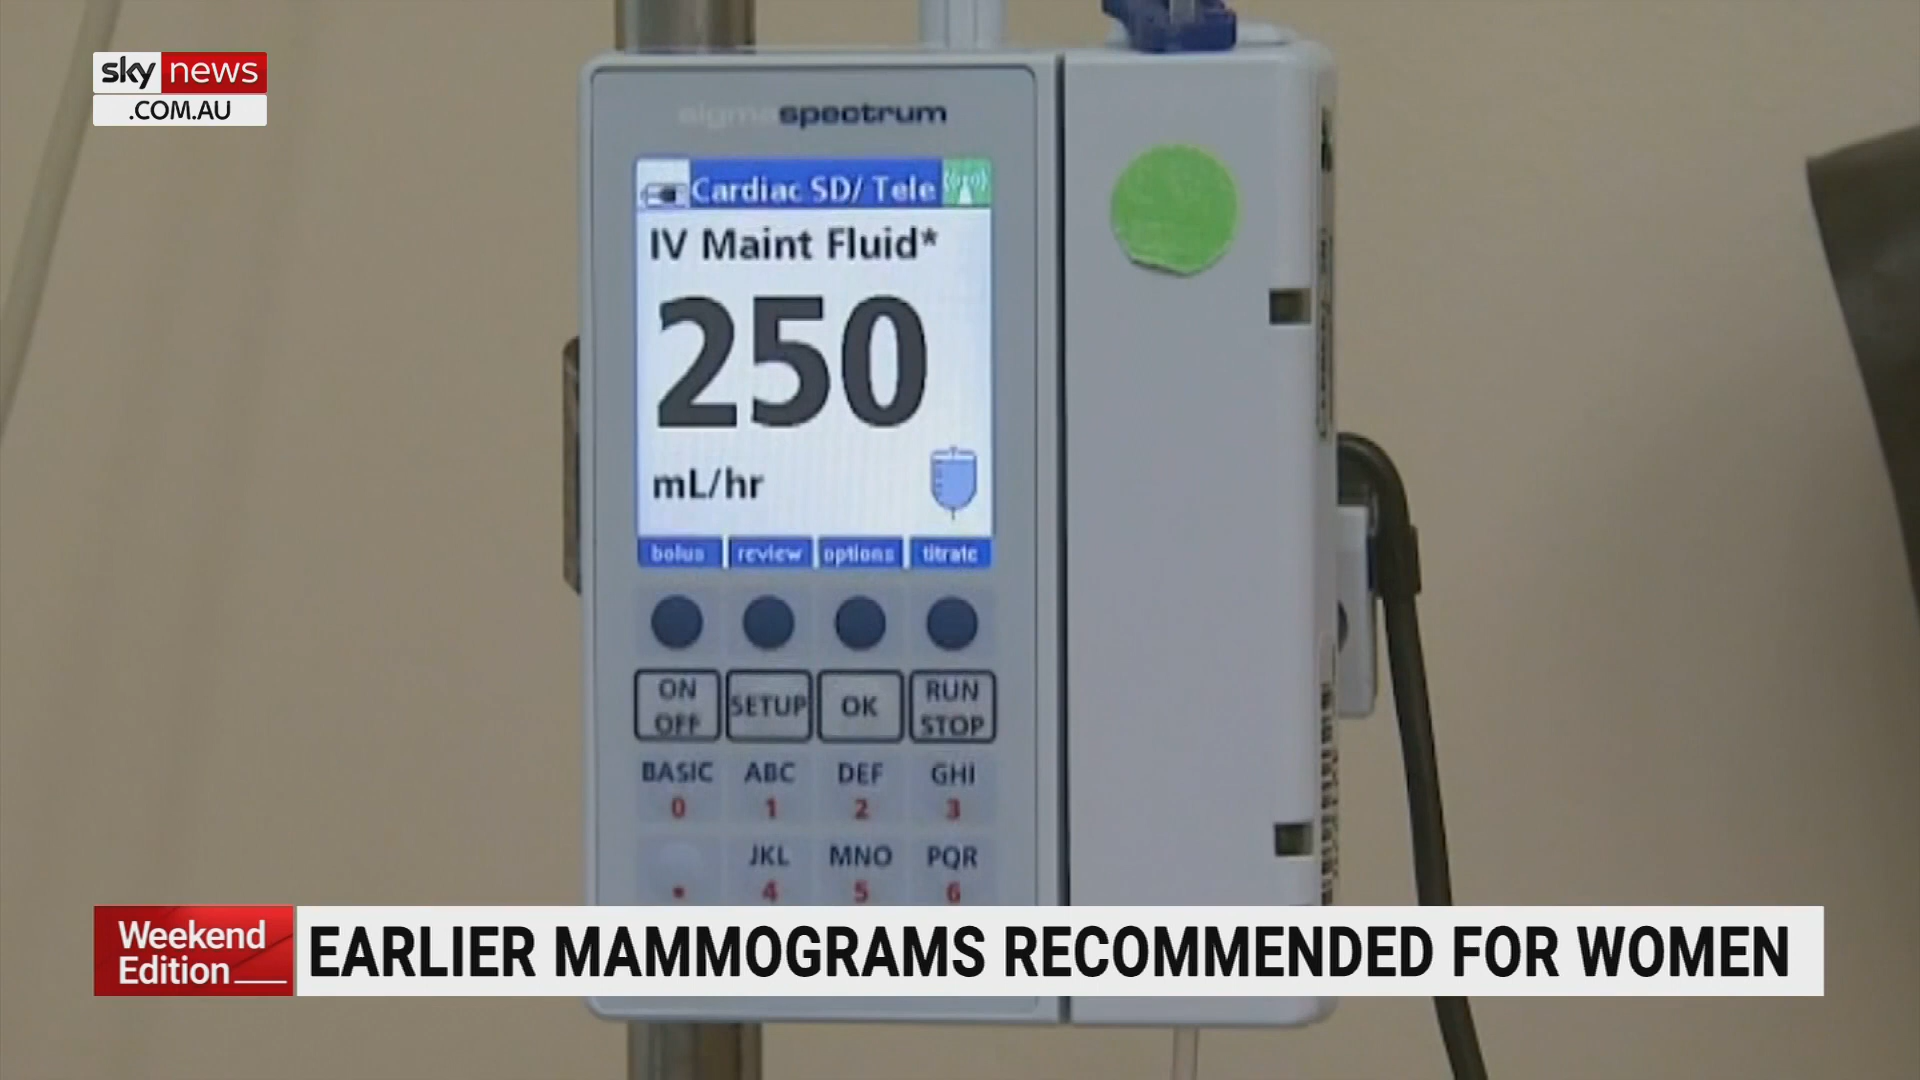 sky news
.COM.AU
sigmaspectrum
Cardiac SD/ Tele
IV Maint Fluid*
250
mL/hr
bolus review options titrate
ON OFF
SETUP
OK
RUN STOP
BASIC ABC DEF GHI
0 1 2 3
JKL MNO PQR
. 4 5 6
Weekend Edition
EARLIER MAMMOGRAMS RECOMMENDED FOR WOMEN